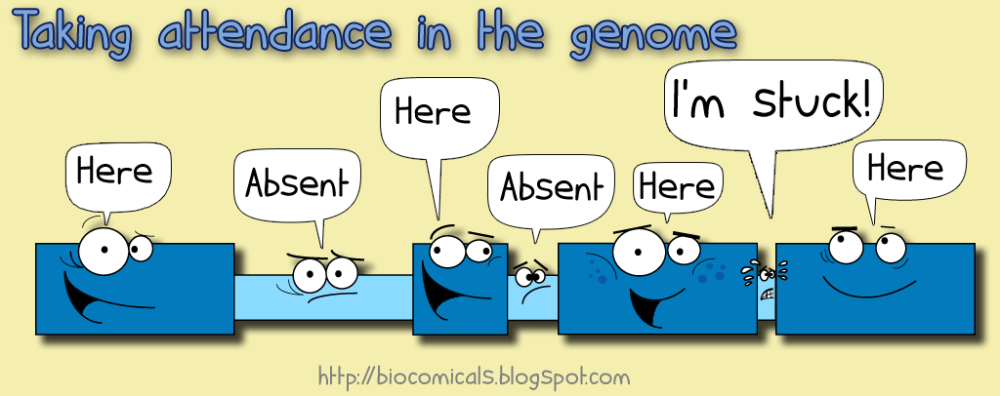 Taking attendance in the genome
Here
Absent
Here
Absent
Here
I'm stuck!
Here
http://biocomicals.blogspot.com